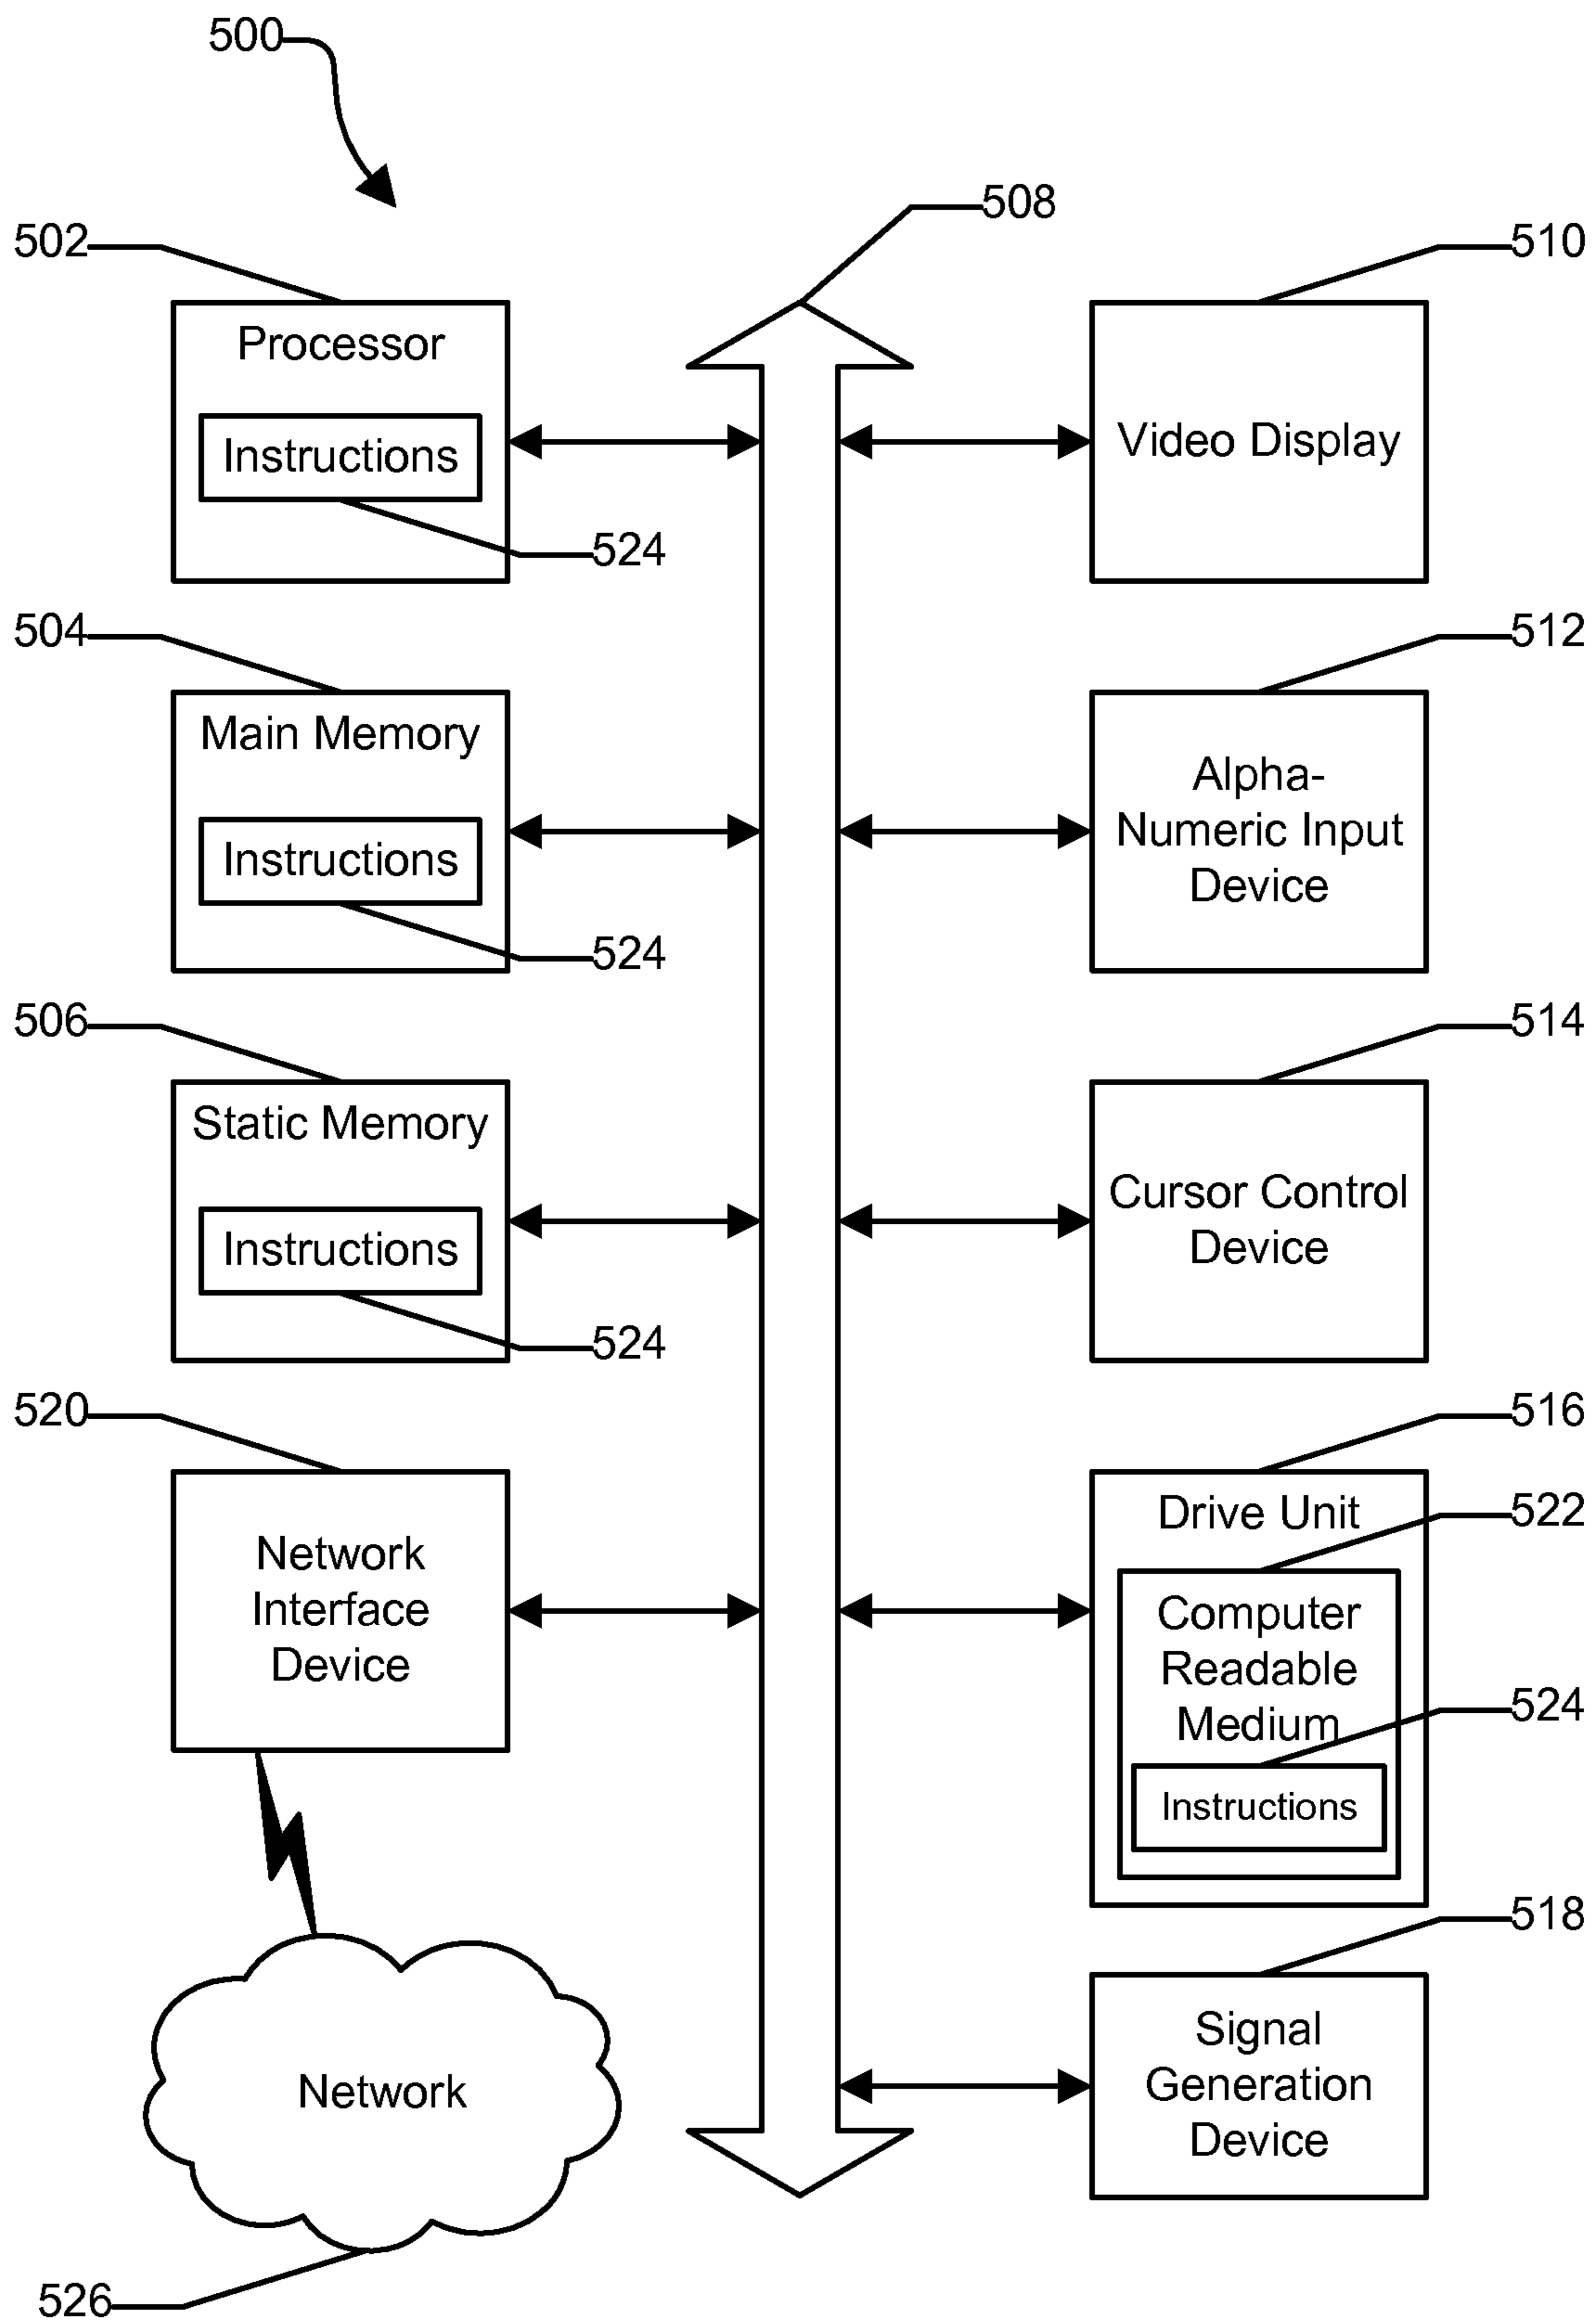 500
508
502
510
Processor
Instructions
524
Video Display
504
512
Main Memory
Instructions
524
Alpha-
Numeric Input
Device
506
514
Static Memory
Instructions
524
Cursor Control
Device
520
516
Network
Interface
Device
Drive Unit
522
Computer
Readable
Medium
524
Instructions
518
Network
Signal
Generation
Device
526